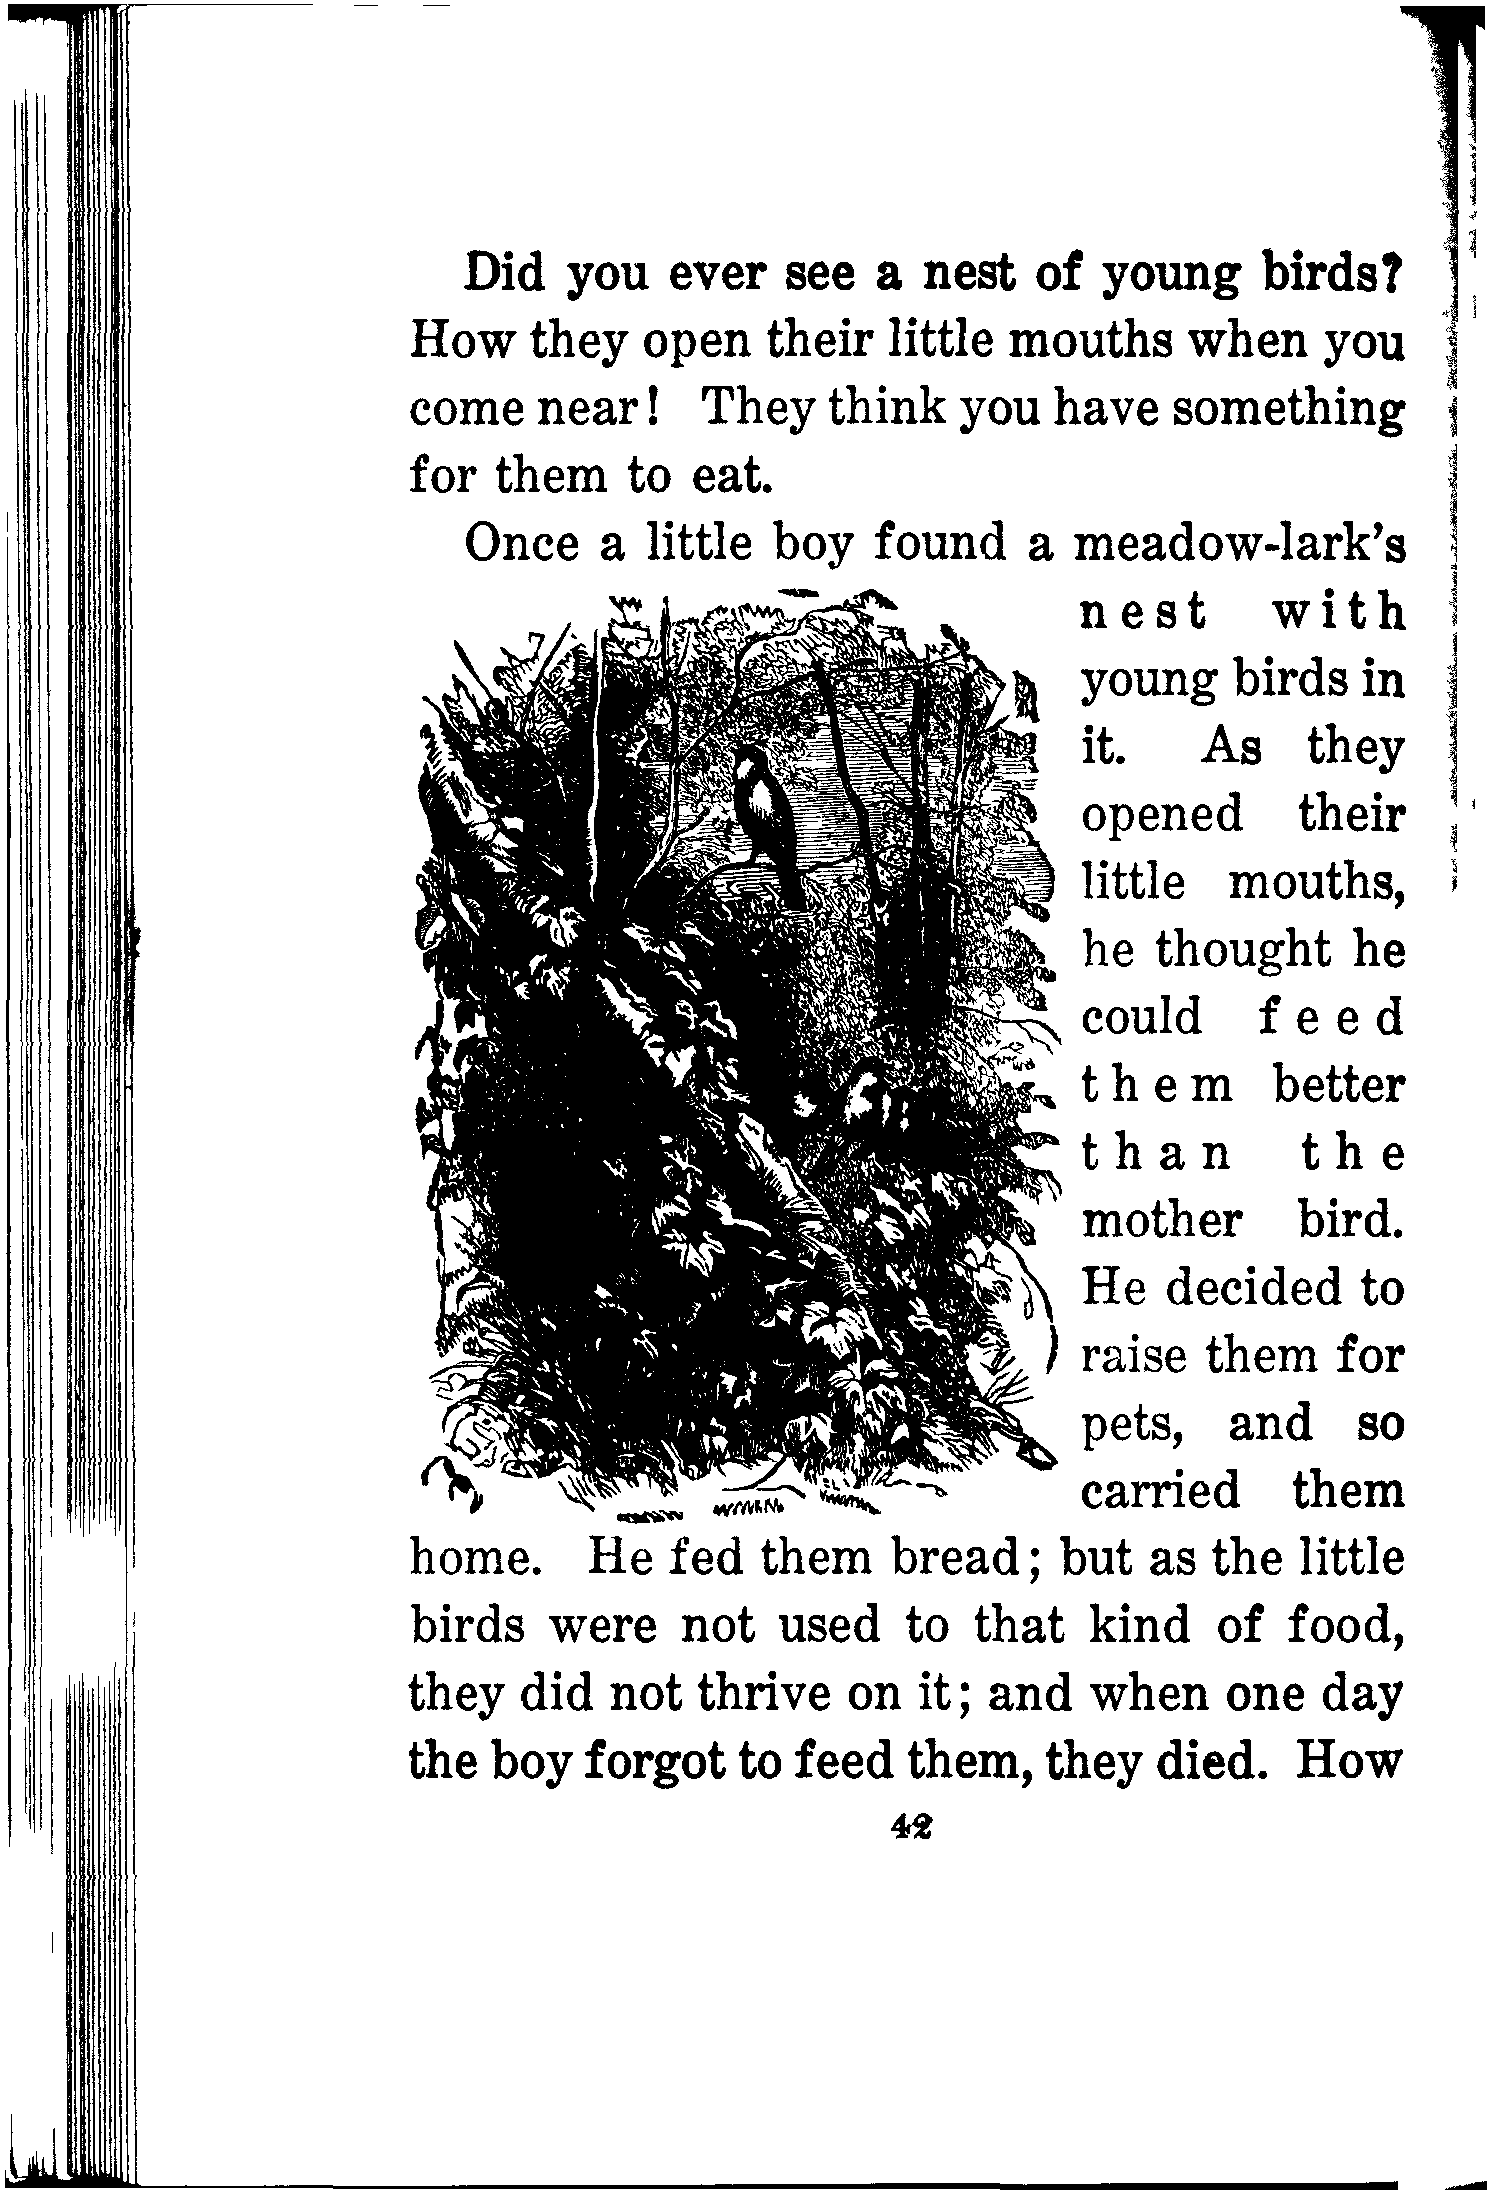 Did you ever see a nest of young birds?
How they open their little mouths when you
come near! They think you have something
for them to eat.
Once a little boy found a meadow-lark's
nest with
young birds in
it. As they
opened their
little mouths,
he thought he
could feed
them better
than the
mother bird.
He decided to
raise them for
pets, and so
carried them
home. He fed them bread; but as the little
birds were not used to that kind of food,
they did not thrive on it; and when one day
the boy forgot to feed them, they died. How
42